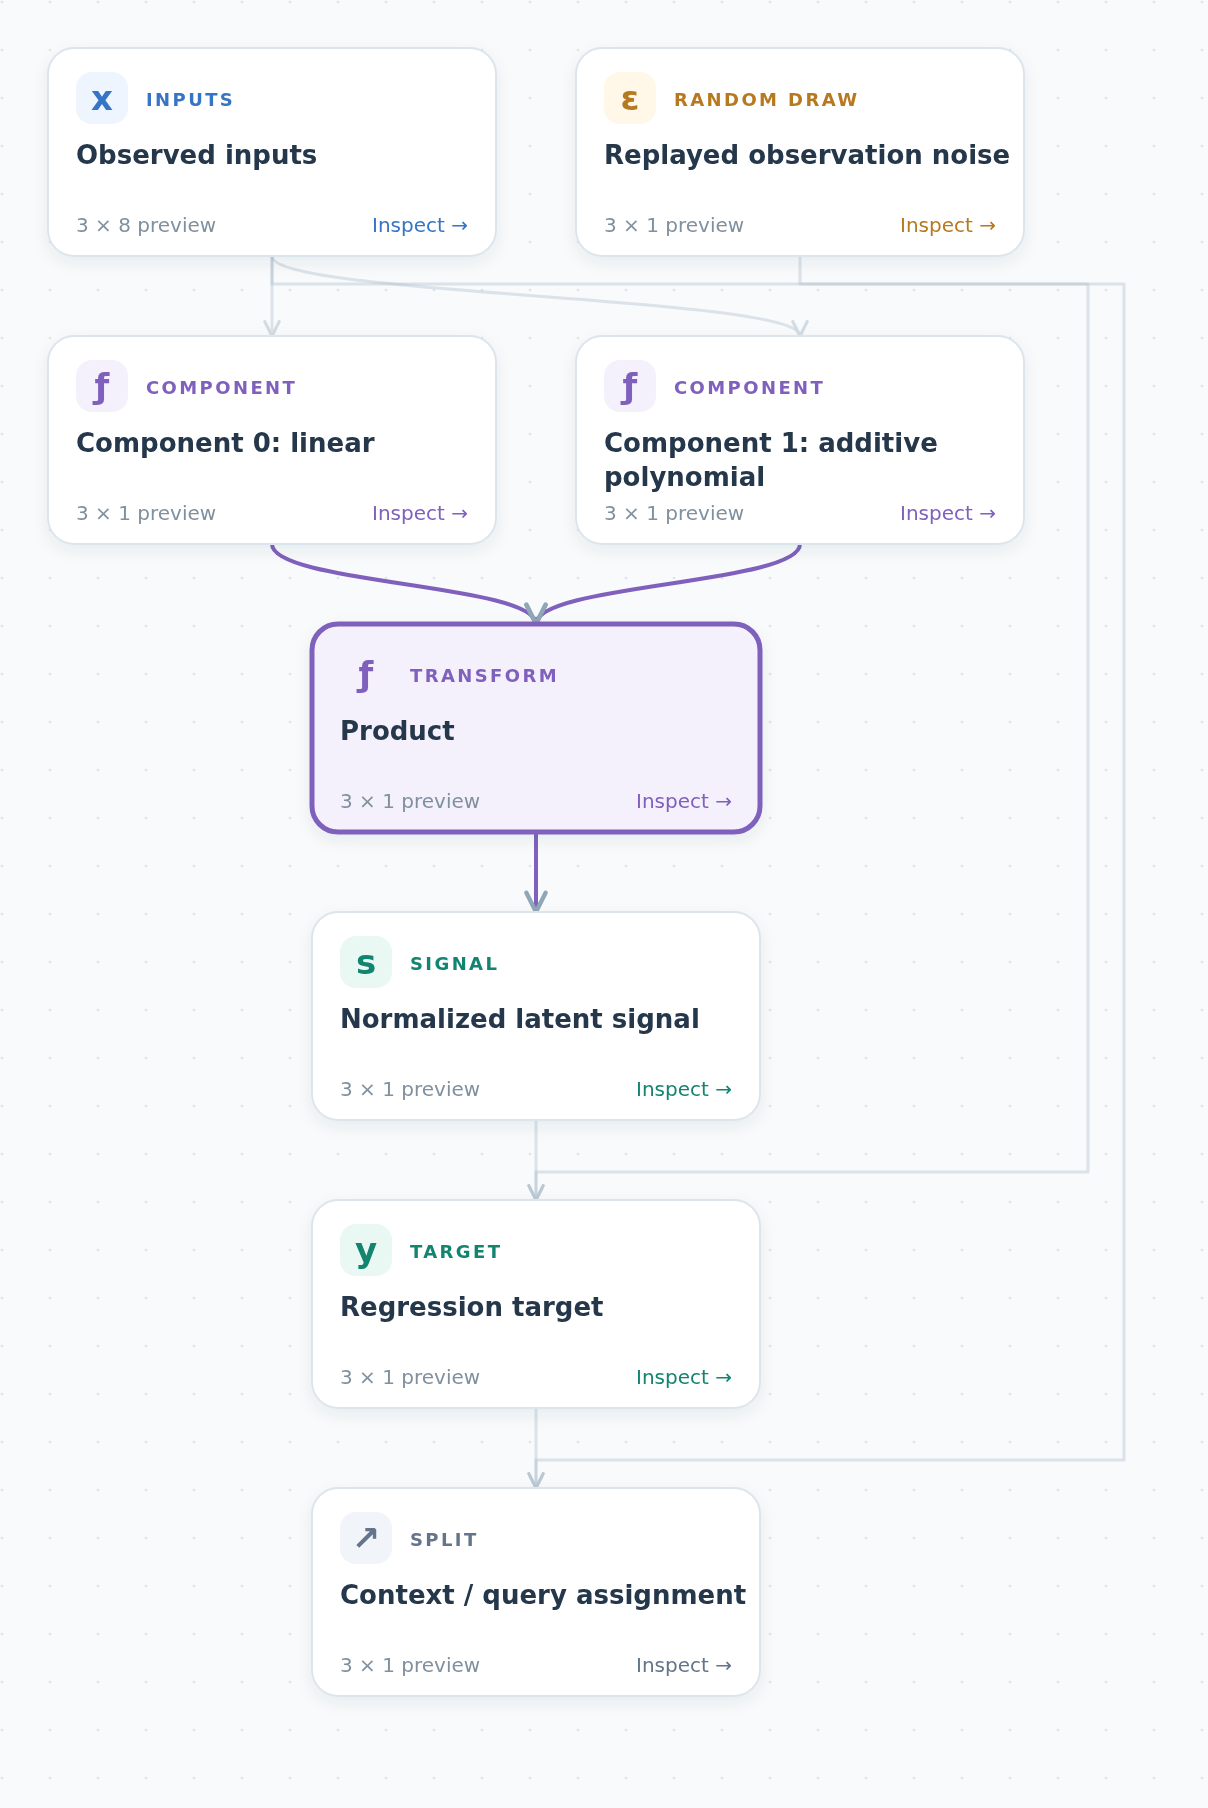 x INPUTS
Observed inputs
3 × 8 preview Inspect →
ε RANDOM DRAW
Replayed observation noise
3 × 1 preview Inspect →
ƒ COMPONENT
Component 0: linear
3 × 1 preview Inspect →
ƒ COMPONENT
Component 1: additive
polynomial
3 × 1 preview Inspect →
ƒ TRANSFORM
Product
3 × 1 preview Inspect →
s SIGNAL
Normalized latent signal
3 × 1 preview Inspect →
y TARGET
Regression target
3 × 1 preview Inspect →
↗ SPLIT
Context / query assignment
3 × 1 preview Inspect →